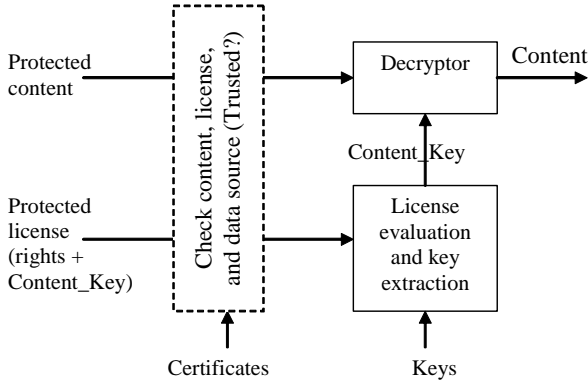 Protected
content
Check content, license,
and data source (Trusted?)
Decryptor
Content
Content_Key
Protected
license
(rights +
Content_Key)
License
evaluation
and key
extraction
Certificates
Keys